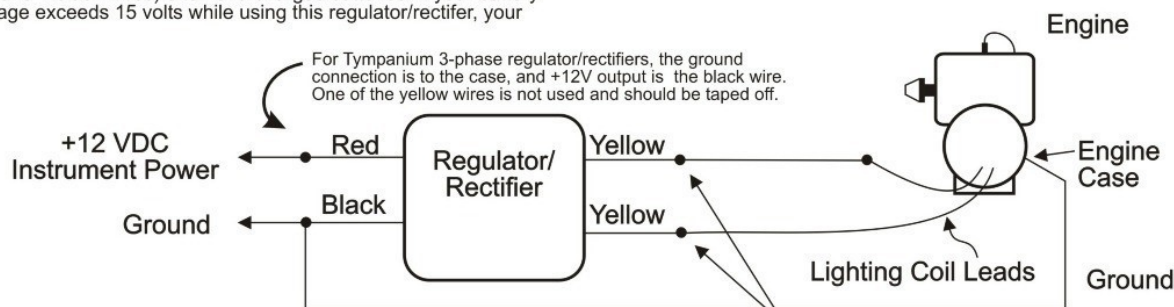 age exceeds 15 volts while using this regulator/rectifer, your
Engine
For Tympanium 3-phase regulator/rectifiers, the ground
connection is to the case, and +12V output is the black wire.
One of the yellow wires is not used and should be taped off.
+12 VDC
Instrument Power
Red
Regulator/
Rectifier
Yellow
Engine
Case
Ground
Black
Yellow
Lighting Coil Leads
Ground